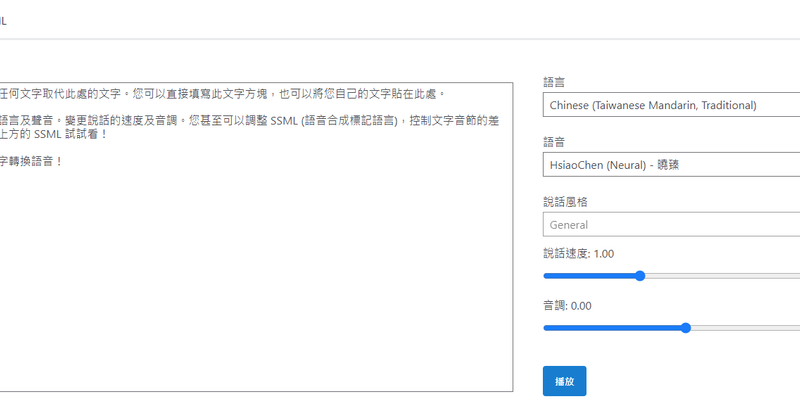 ML
任何文字取代此處的文字。您可以直接填寫此文字方塊，也可以將您自己的文字貼在此處。
語言及聲音。變更說話的速度及音調。您甚至可以調整 SSML (語音合成標記語言)，控制文字音節的差
上方的 SSML 試試看！
字轉換語音！
語言
Chinese (Taiwanese Mandarin, Traditional)
語音
HsiaoChen (Neural) - 曉臻
說話風格
General
說話速度: 1.00
音調: 0.00
播放